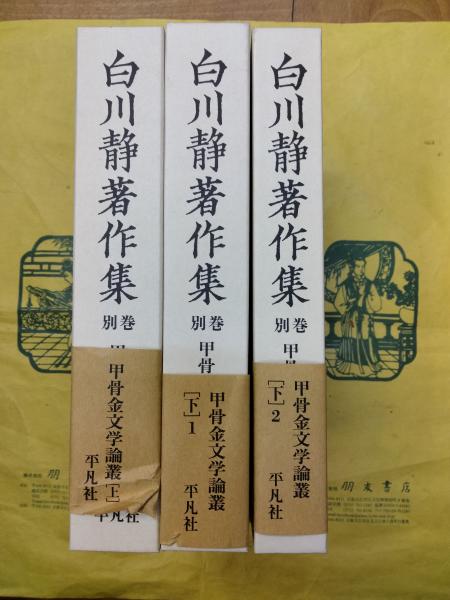 白川静著作集
別巻
甲骨金文学論叢［上］
平凡社
白川静著作集
別巻
甲骨
甲骨金文学論叢
［下］1
平凡社
白川静著作集
別巻
甲骨
甲骨金文学論叢
［下］2
平凡社
朋
朋友書店